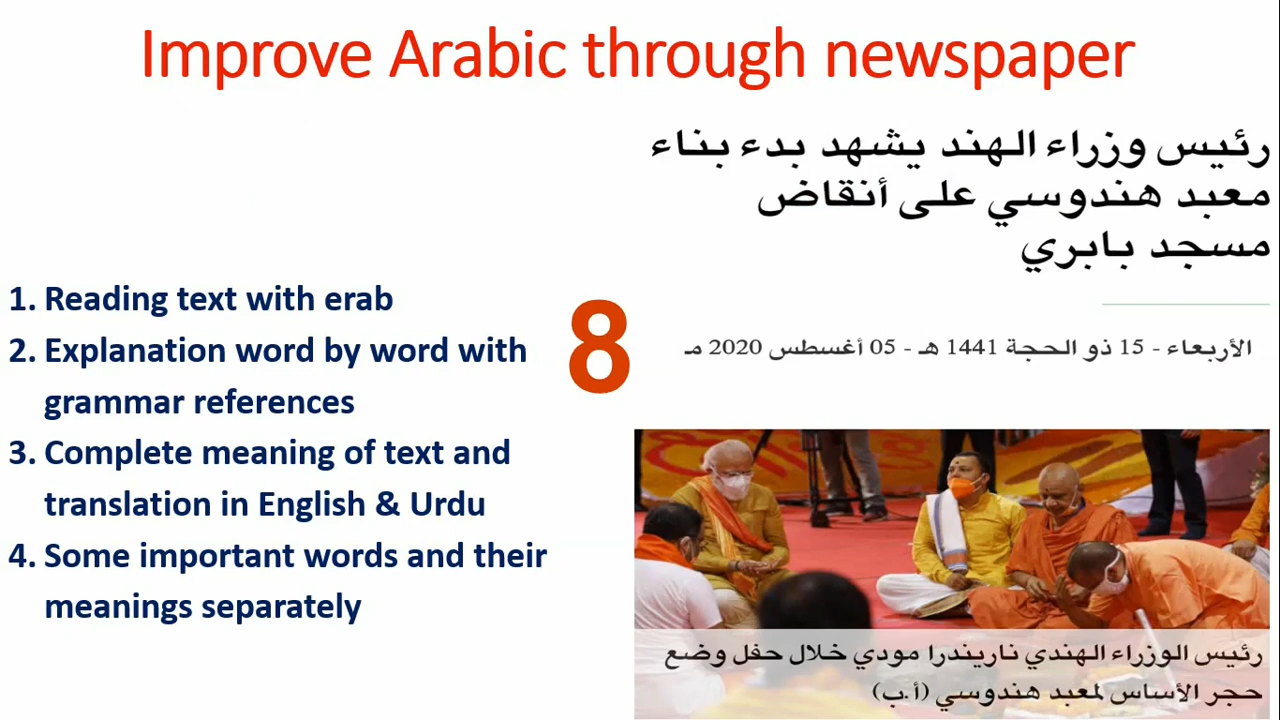 Improve Arabic through newspaper
رئيس وزراء الهند يشهد بدء بناء
معبد هندوسي على أنقاض
مسجد بابري
1. Reading text with erab
2. Explanation word by word with
grammar references
3. Complete meaning of text and
translation in English & Urdu
4. Some important words and their
meanings separately
8
الأربعاء - 15 ذو الحجة 1441 هـ - 05 أغسطس 2020 مـ
رئيس الوزراء الهندي ناريندرا مودي خلال حفل وضع
حجر الأساس لمعبد هندوسي (أ.ب)